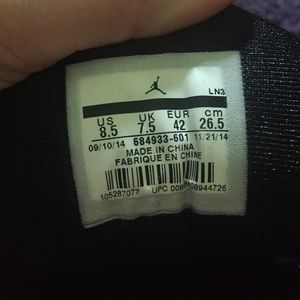 LN3
US UK EUR cm
8.5 7.5 42 26.5
09/10/14 684933-601 11/21/14
MADE IN CHINA
FABRIQUE EN CHINE
105287077 UPC